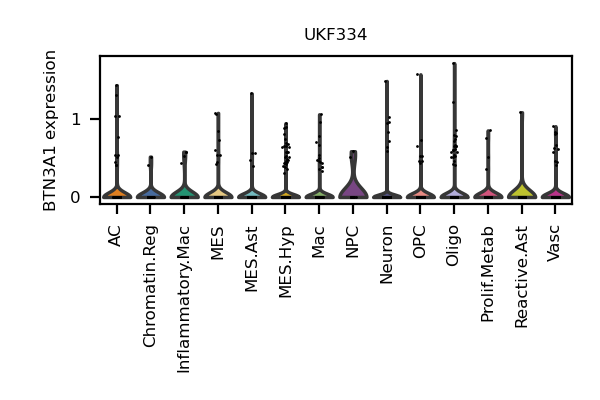 UKF334
BTN3A1 expression
1
0
AC
Chromatin.Reg
Inflammatory.Mac
MES
MES.Ast
MES.Hyp
Mac
NPC
Neuron
OPC
Oligo
Prolif.Metab
Reactive.Ast
Vasc